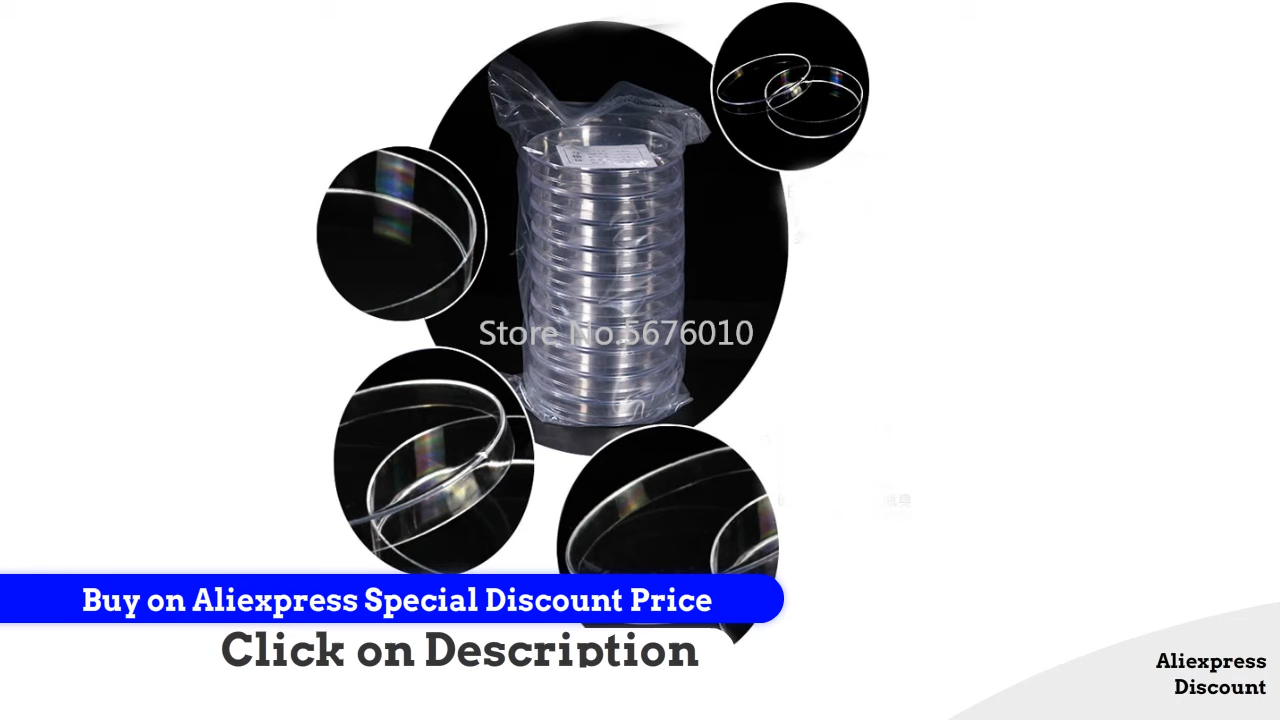 Store No.5676010
Buy on Aliexpress Special Discount Price
Click on Description
Aliexpress
Discount